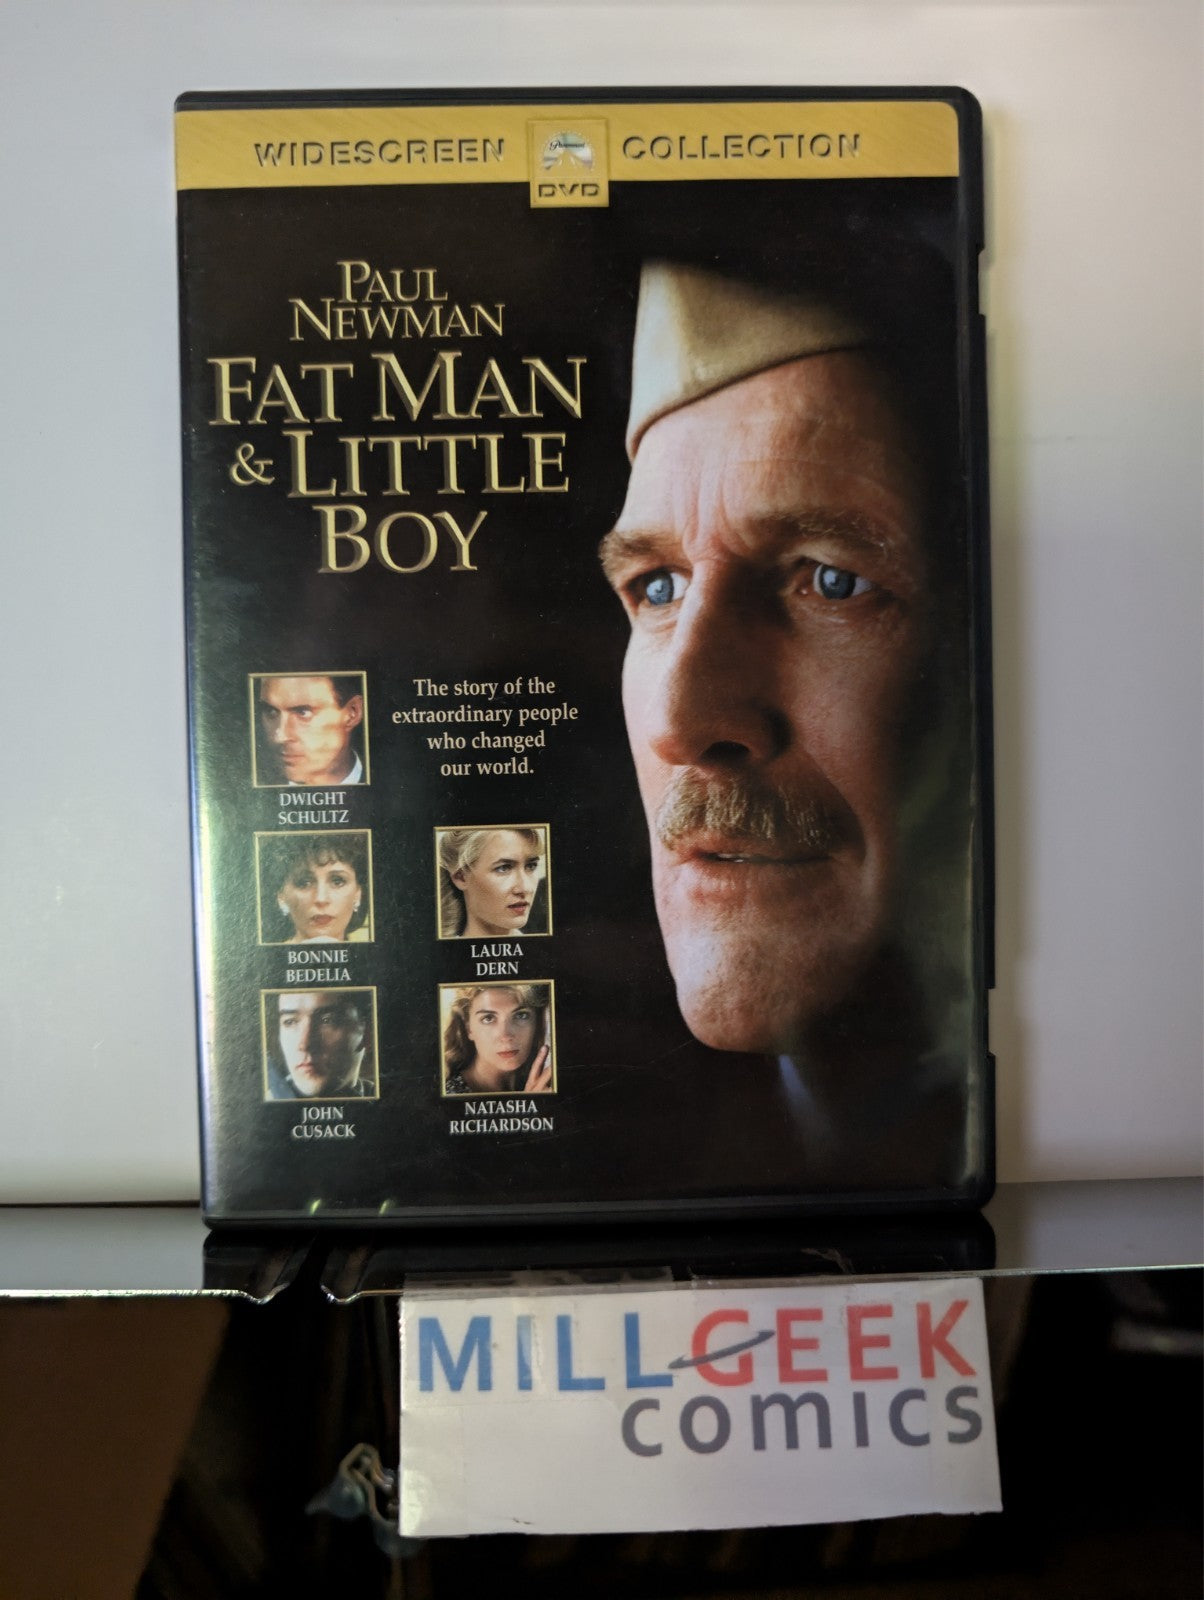 WIDESCREEN Paramount COLLECTION
DVD
PAUL
NEWMAN
FAT MAN
& LITTLE
BOY
The story of the
extraordinary people
who changed
our world.
DWIGHT
SCHULTZ
BONNIE
BEDELIA
LAURA
DERN
JOHN
CUSACK
NATASHA
RICHARDSON
MILLGEEK
comics